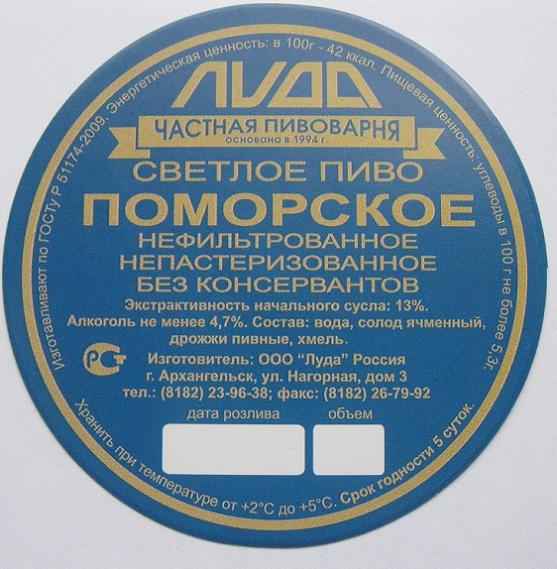 Изготавливают по ГОСТу Р 51174-2009. Энергетическая ценность: в 100г - 42 ккал. Пищевая ценность: углеводы в 100 г не более 5,3г.
ЛУДА
ЧАСТНАЯ ПИВОВАРНЯ
основана в 1994 г.
СВЕТЛОЕ ПИВО
ПОМОРСКОЕ
НЕФИЛЬТРОВАННОЕ
НЕПАСТЕРИЗОВАННОЕ
БЕЗ КОНСЕРВАНТОВ
Экстрактивность начального сусла: 13%.
Алкоголь не менее 4,7%. Состав: вода, солод ячменный,
дрожжи пивные, хмель.
РСТ
Изготовитель: ООО "Луда" Россия
г. Архангельск, ул. Нагорная, дом 3
тел.: (8182) 23-96-38; факс: (8182) 26-79-92
дата розлива объем
Хранить при температуре от +2°С до +5°С. Срок годности 5 суток.